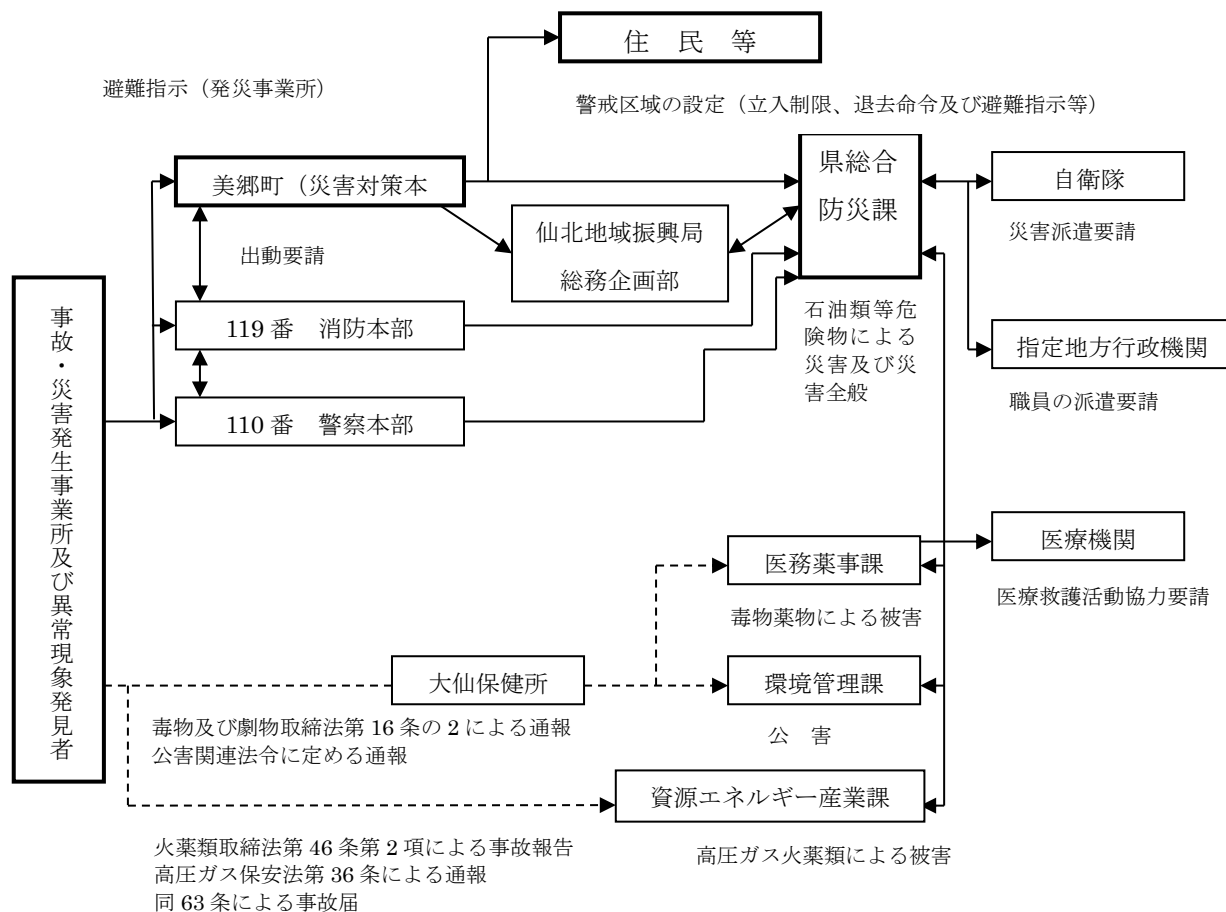 住　民　等
避難指示（発災事業所）
警戒区域の設定（立入制限、退去命令及び避難指示等）
美郷町（災害対策本
県総合
防災課
自衛隊
災害派遣要請
仙北地域振興局
総務企画部
出動要請
119 番　消防本部
石油類等危
険物による
災害及び災
害全般
指定地方行政機関
職員の派遣要請
110 番　警察本部
事故・災害発生事業所及び異常現象発見者
医療機関
医療救護活動協力要請
医務薬事課
毒物薬物による被害
大仙保健所
環境管理課
公　害
毒物及び劇物取締法第 16 条の 2 による通報
公害関連法令に定める通報
資源エネルギー産業課
高圧ガス火薬類による被害
火薬類取締法第 46 条第 2 項による事故報告
高圧ガス保安法第 36 条による通報
同 63 条による事故届